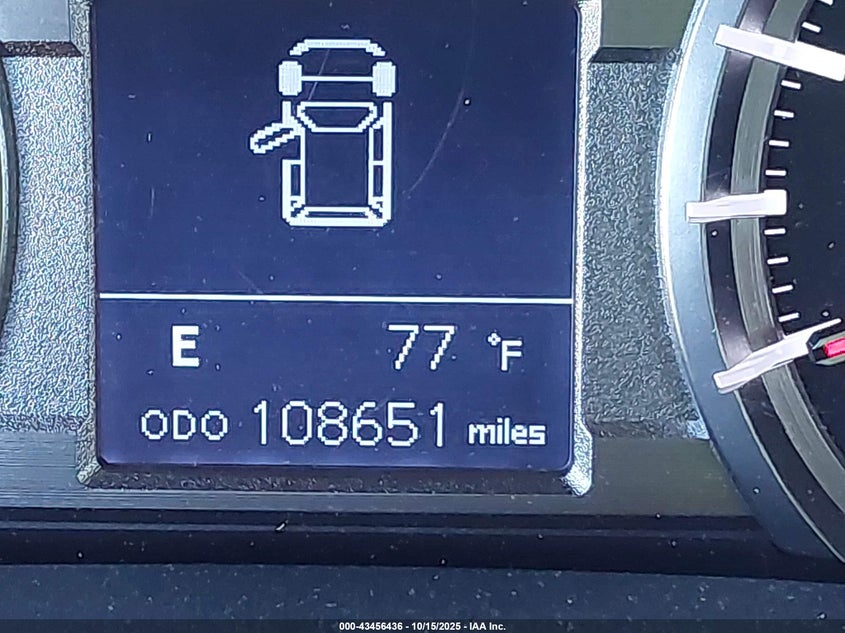 E 77 °F
ODO 108651 miles
000-43456436 - 10/15/2025 - IAA Inc.